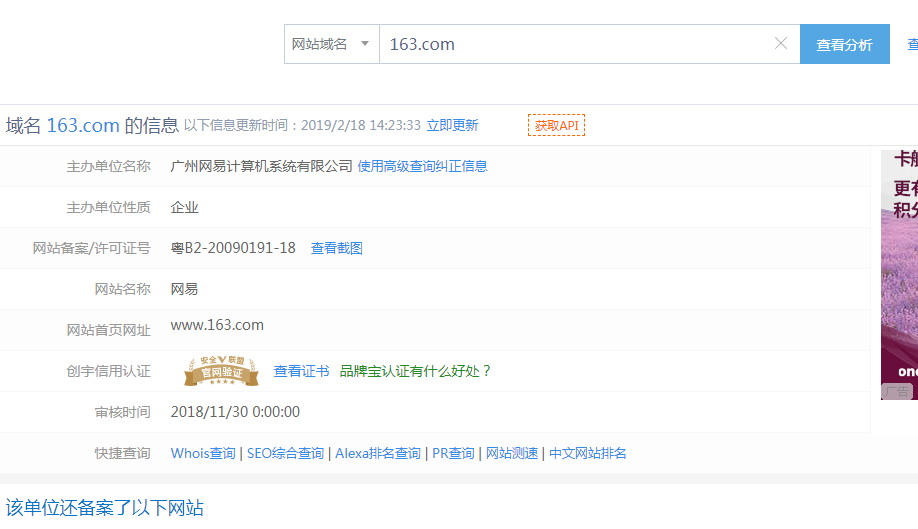 网站域名 163.com 查看分析 查
域名 163.com 的信息 以下信息更新时间：2019/2/18 14:23:33 立即更新 获取API
主办单位名称 广州网易计算机系统有限公司 使用高级查询纠正信息
主办单位性质 企业
网站备案/许可证号 粤B2-20090191-18 查看截图
网站名称 网易
网站首页网址 www.163.com
创宇信用认证 安全联盟 官网验证 查看证书 品牌宝认证有什么好处？
审核时间 2018/11/30 0:00:00
快捷查询 Whois查询 | SEO综合查询 | Alexa排名查询 | PR查询 | 网站测速 | 中文网站排名
该单位还备案了以下网站
更有
积分
one
广告